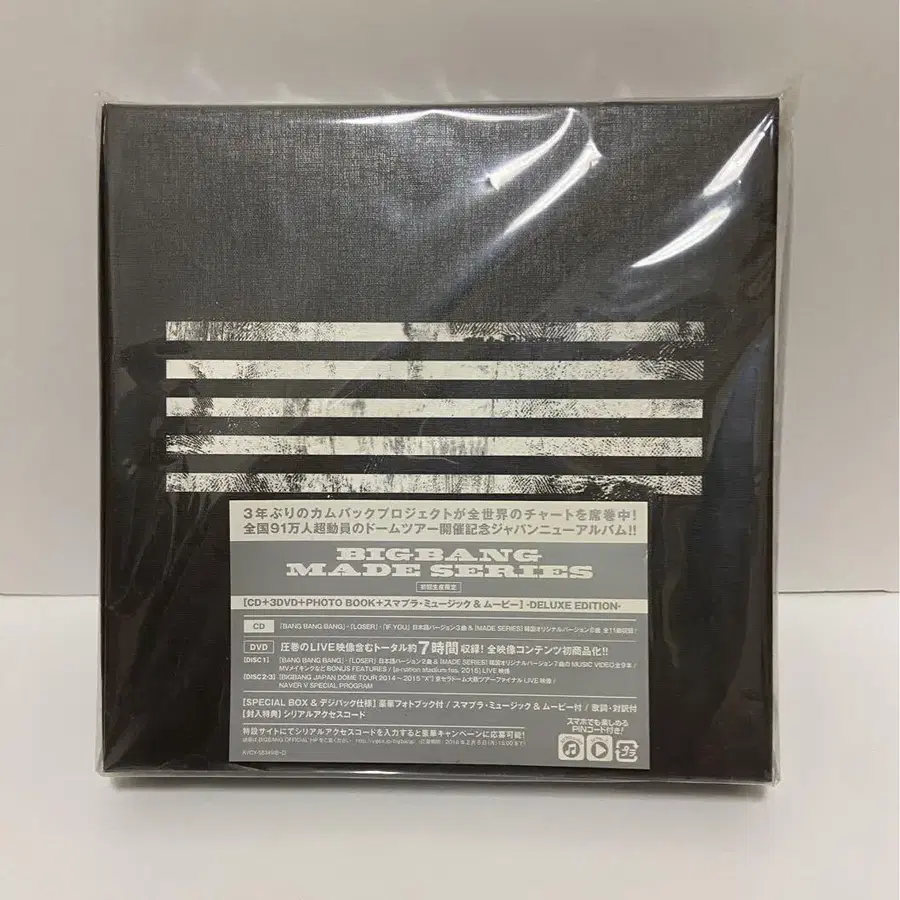 3年ぶりのカムバックプロジェクトが全世界のチャートを席巻中!
全国91万人超動員のドームツアー開催記念ジャパンニューアルバム!!
BIGBANG
MADE SERIES
初回生産限定
[CD+3DVD+PHOTO BOOK+スマプラ・ミュージック & ムービー] -DELUXE EDITION-
CD 「BANG BANG BANG」・「LOSER」・「IF YOU」日本語バージョン3曲 & [MADE SERIES] 韓国オリジナルバージョン8曲 全11曲収録!
DVD 圧巻のLIVE映像含むトータル約7時間収録! 全映像コンテンツ初商品化!!
[DISC1] 「BANG BANG BANG」・「LOSER」日本語バージョン2曲 & [MADE SERIES] 韓国オリジナルバージョン7曲の MUSIC VIDEO 全9本 /
MVメイキングなど BONUS FEATURES / [a-nation stadium fes. 2015] LIVE 映像
[DISC2・3] [BIGBANG JAPAN DOME TOUR 2014~2015 "X"] 京セラドーム大阪ツアーファイナル LIVE 映像 /
NAVER V SPECIAL PROGRAM
[SPECIAL BOX & デジパック仕様] 豪華フォトブック付 / スマプラ・ミュージック & ムービー付 / 歌詞・対訳付
[封入特典] シリアルアクセスコード
特設サイトにてシリアルアクセスコードを入力すると豪華キャンペーンに応募可能!
スマホでも楽しめる
PINコード付き!
プラ